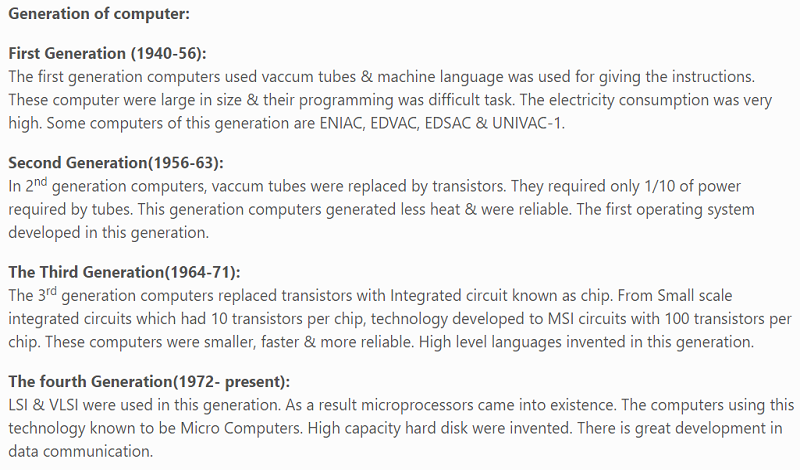 Generation of computer:
First Generation (1940-56):
The first generation computers used vaccum tubes & machine language was used for giving the instructions.
These computer were large in size & their programming was difficult task. The electricity consumption was very
high. Some computers of this generation are ENIAC, EDVAC, EDSAC & UNIVAC-1.
Second Generation(1956-63):
In 2nd generation computers, vaccum tubes were replaced by transistors. They required only 1/10 of power
required by tubes. This generation computers generated less heat & were reliable. The first operating system
developed in this generation.
The Third Generation(1964-71):
The 3rd generation computers replaced transistors with Integrated circuit known as chip. From Small scale
integrated circuits which had 10 transistors per chip, technology developed to MSI circuits with 100 transistors per
chip. These computers were smaller, faster & more reliable. High level languages invented in this generation.
The fourth Generation(1972- present):
LSI & VLSI were used in this generation. As a result microprocessors came into existence. The computers using this
technology known to be Micro Computers. High capacity hard disk were invented. There is great development in
data communication.